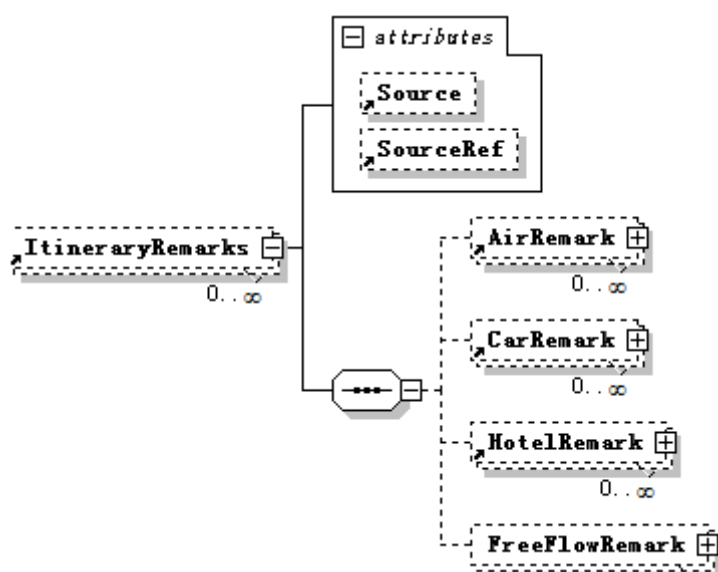 attributes
Source
SourceRef
ItineraryRemarks
0..∞
AirRemark
0..∞
CarRemark
0..∞
HotelRemark
0..∞
FreeFlowRemark